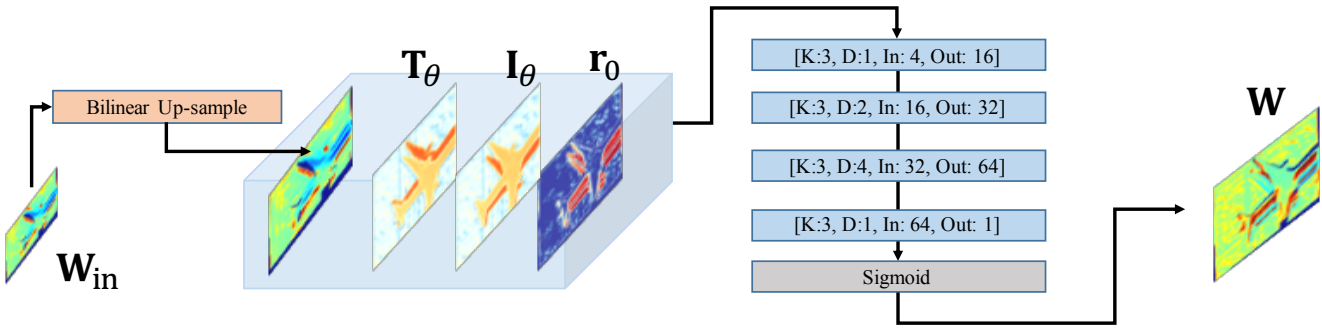 W_in
Bilinear Up-sample
T_θ
I_θ
r_0
[K:3, D:1, In: 4, Out: 16]
[K:3, D:2, In: 16, Out: 32]
[K:3, D:4, In: 32, Out: 64]
[K:3, D:1, In: 64, Out: 1]
Sigmoid
W